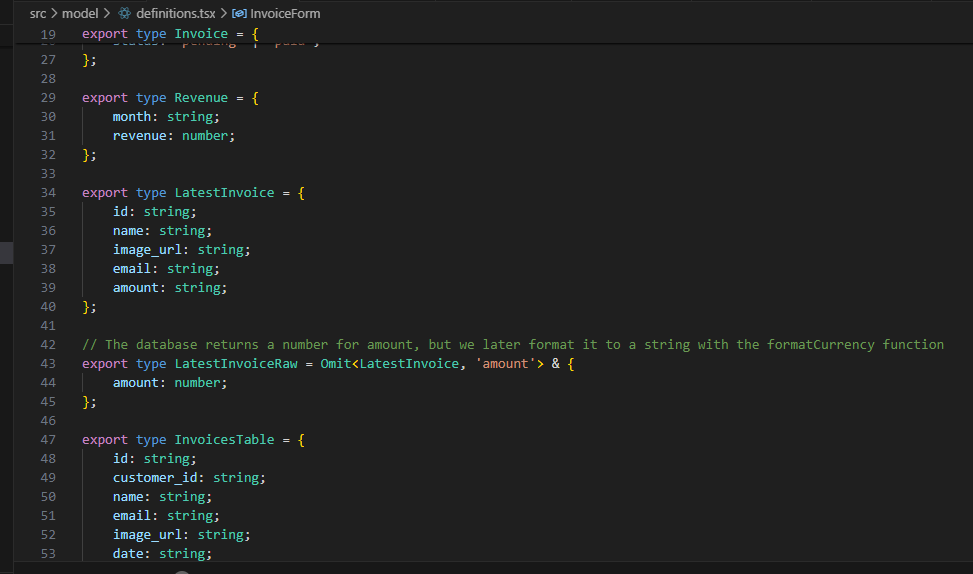 src > model > definitions.tsx > InvoiceForm
19 export type Invoice = {
27 };
28
29 export type Revenue = {
30 month: string;
31 revenue: number;
32 };
33
34 export type LatestInvoice = {
35 id: string;
36 name: string;
37 image_url: string;
38 email: string;
39 amount: string;
40 };
41
42 // The database returns a number for amount, but we later format it to a string with the formatCurrency function
43 export type LatestInvoiceRaw = Omit<LatestInvoice, 'amount'> & {
44 amount: number;
45 };
46
47 export type InvoicesTable = {
48 id: string;
49 customer_id: string;
50 name: string;
51 email: string;
52 image_url: string;
53 date: string;